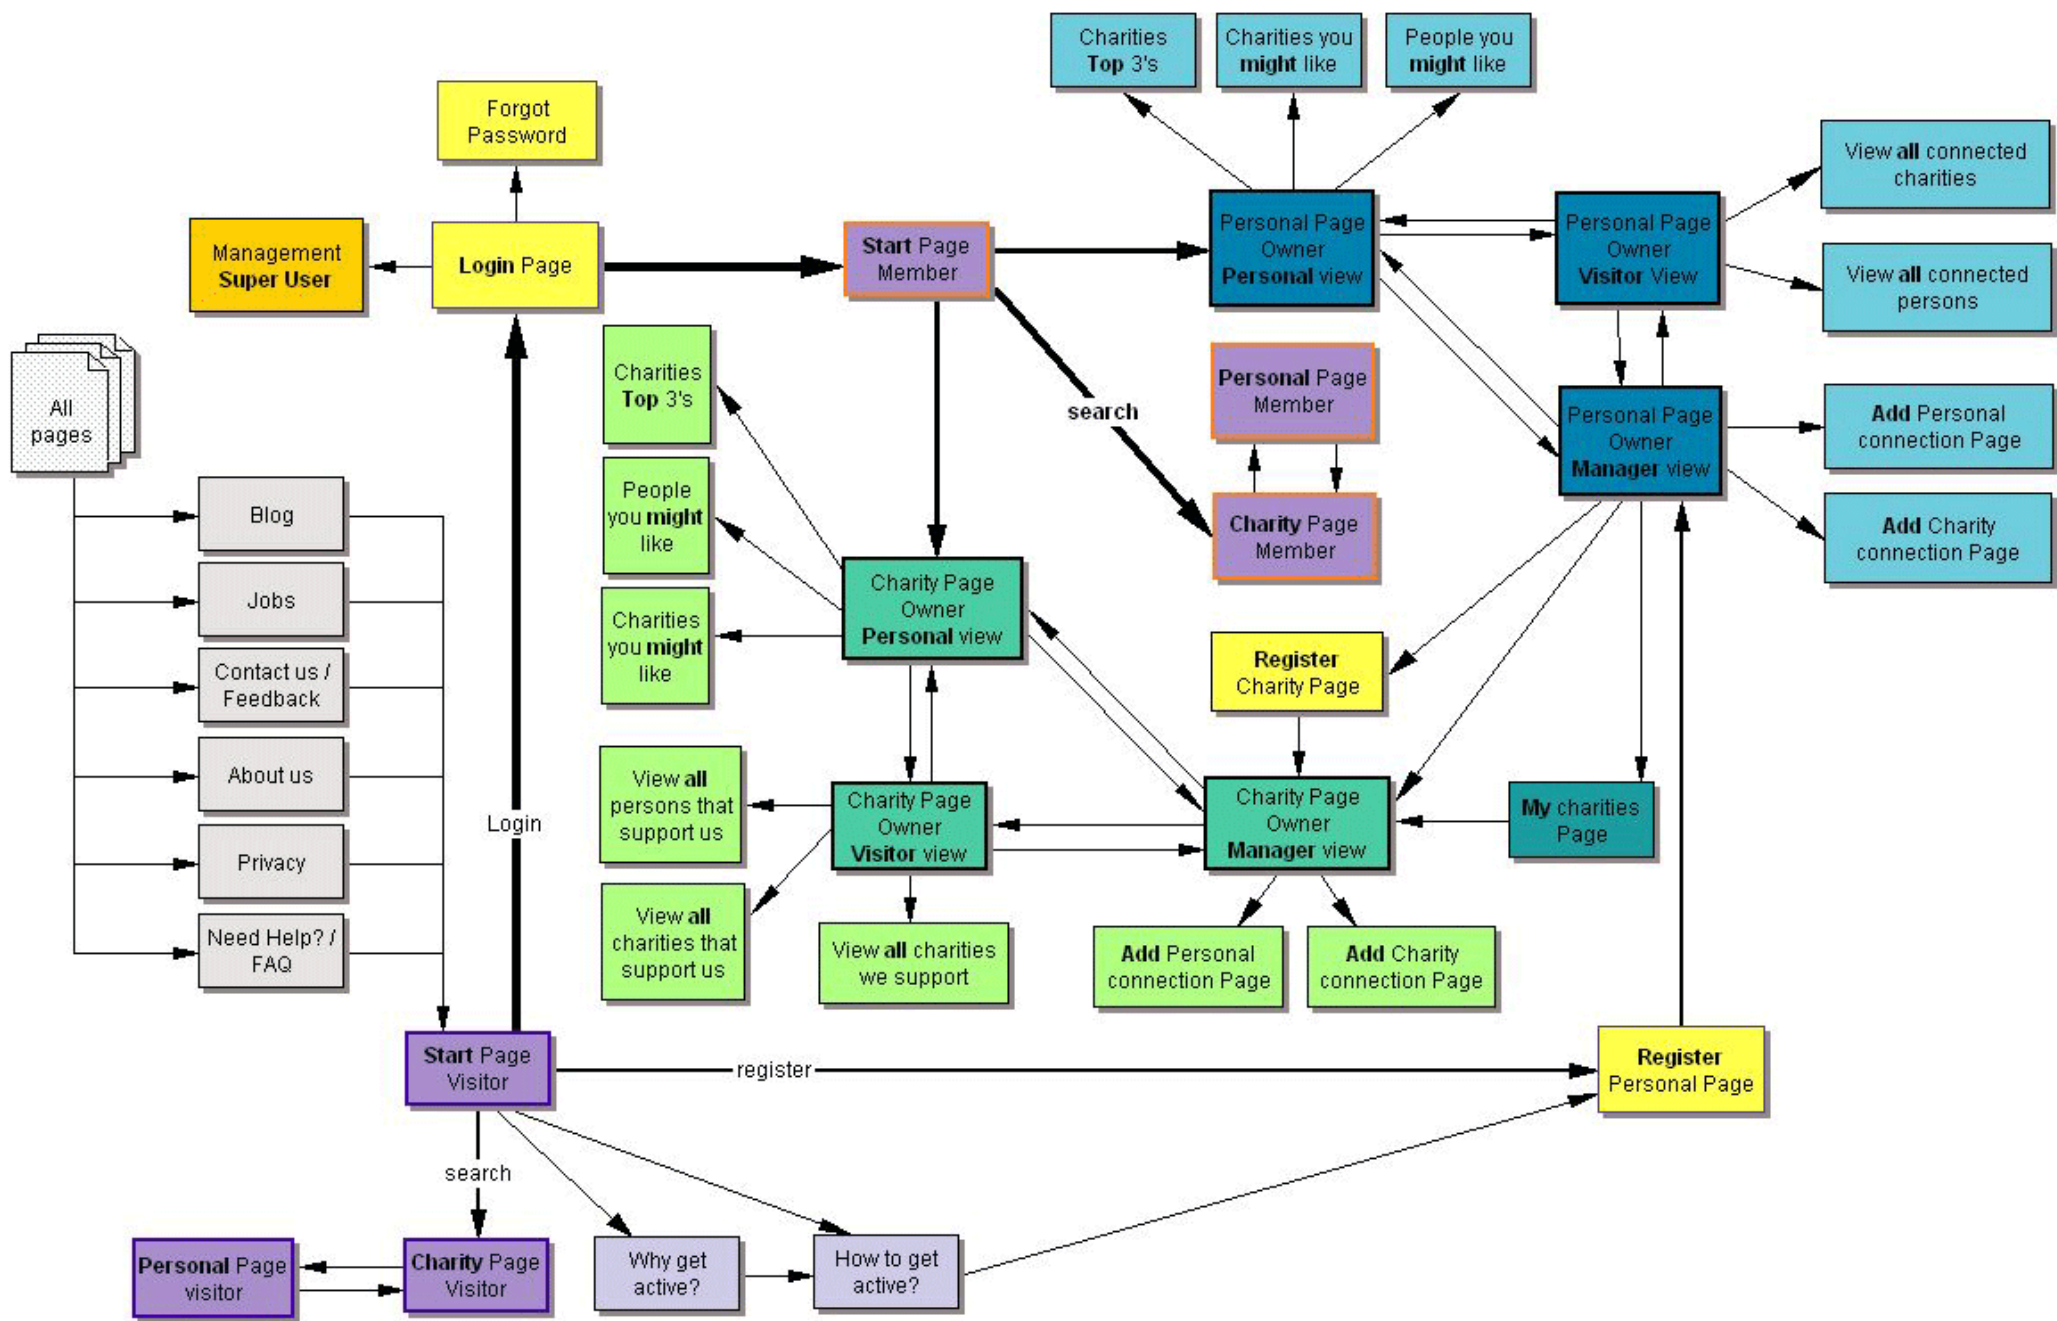 Charities
Top 3's
Charities you
might like
People you
might like
Forgot
Password
View all connected
charities
Management
Super User
Login Page
Start Page
Member
Personal Page
Owner
Personal view
Personal Page
Owner
Visitor View
View all connected
persons
All
pages
Charities
Top 3's
search
Personal Page
Member
Personal Page
Owner
Manager view
Add Personal
connection Page
Blog
People
you might
like
Charity Page
Member
Add Charity
connection Page
Jobs
Charity Page
Owner
Personal view
Charities
you might
like
Contact us /
Feedback
Register
Charity Page
About us
View all
persons that
support us
Charity Page
Owner
Visitor view
Charity Page
Owner
Manager view
My charities
Page
Login
Privacy
Need Help? /
FAQ
View all
charities that
support us
View all charities
we support
Add Personal
connection Page
Add Charity
connection Page
Start Page
Visitor
register
Register
Personal Page
search
Personal Page
visitor
Charity Page
Visitor
Why get
active?
How to get
active?